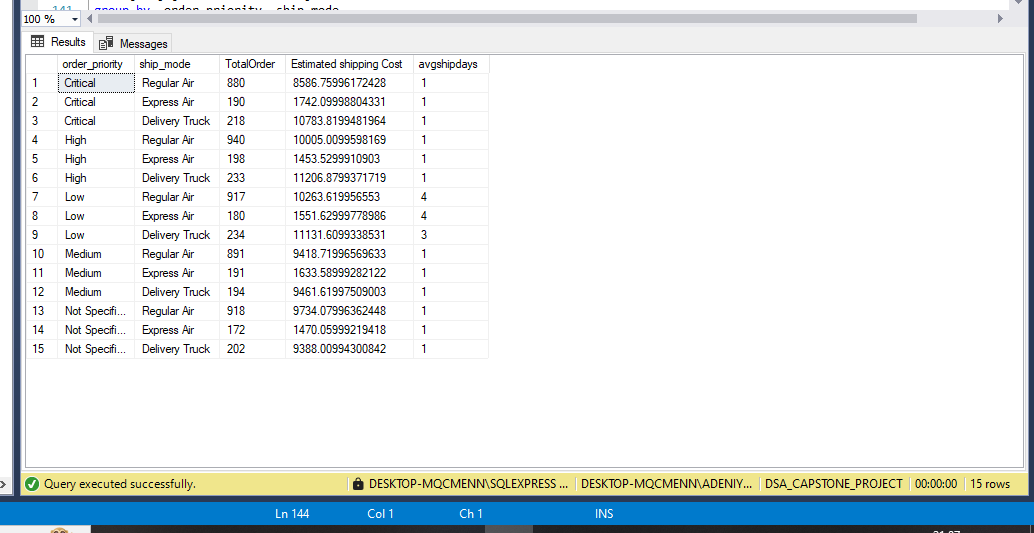 141 group by order_priority, ship_mode
100 %
Results Messages
order_priority ship_mode TotalOrder Estimated shipping Cost avgshipdays
1 Critical Regular Air 880 8586.75996172428 1
2 Critical Express Air 190 1742.09998804331 1
3 Critical Delivery Truck 218 10783.8199481964 1
4 High Regular Air 940 10005.0099598169 1
5 High Express Air 198 1453.5299910903 1
6 High Delivery Truck 233 11206.8799371719 1
7 Low Regular Air 917 10263.619956553 4
8 Low Express Air 180 1551.62999778986 4
9 Low Delivery Truck 234 11131.6099338531 3
10 Medium Regular Air 891 9418.71996569633 1
11 Medium Express Air 191 1633.58999282122 1
12 Medium Delivery Truck 194 9461.61997509003 1
13 Not Specifi... Regular Air 918 9734.07996362448 1
14 Not Specifi... Express Air 172 1470.05999219418 1
15 Not Specifi... Delivery Truck 202 9388.00994300842 1
Query executed successfully. DESKTOP-MQCMENN\SQLEXPRESS ... DESKTOP-MQCMENN\ADENIY... DSA_CAPSTONE_PROJECT 00:00:00 15 rows
Ln 144 Col 1 Ch 1 INS